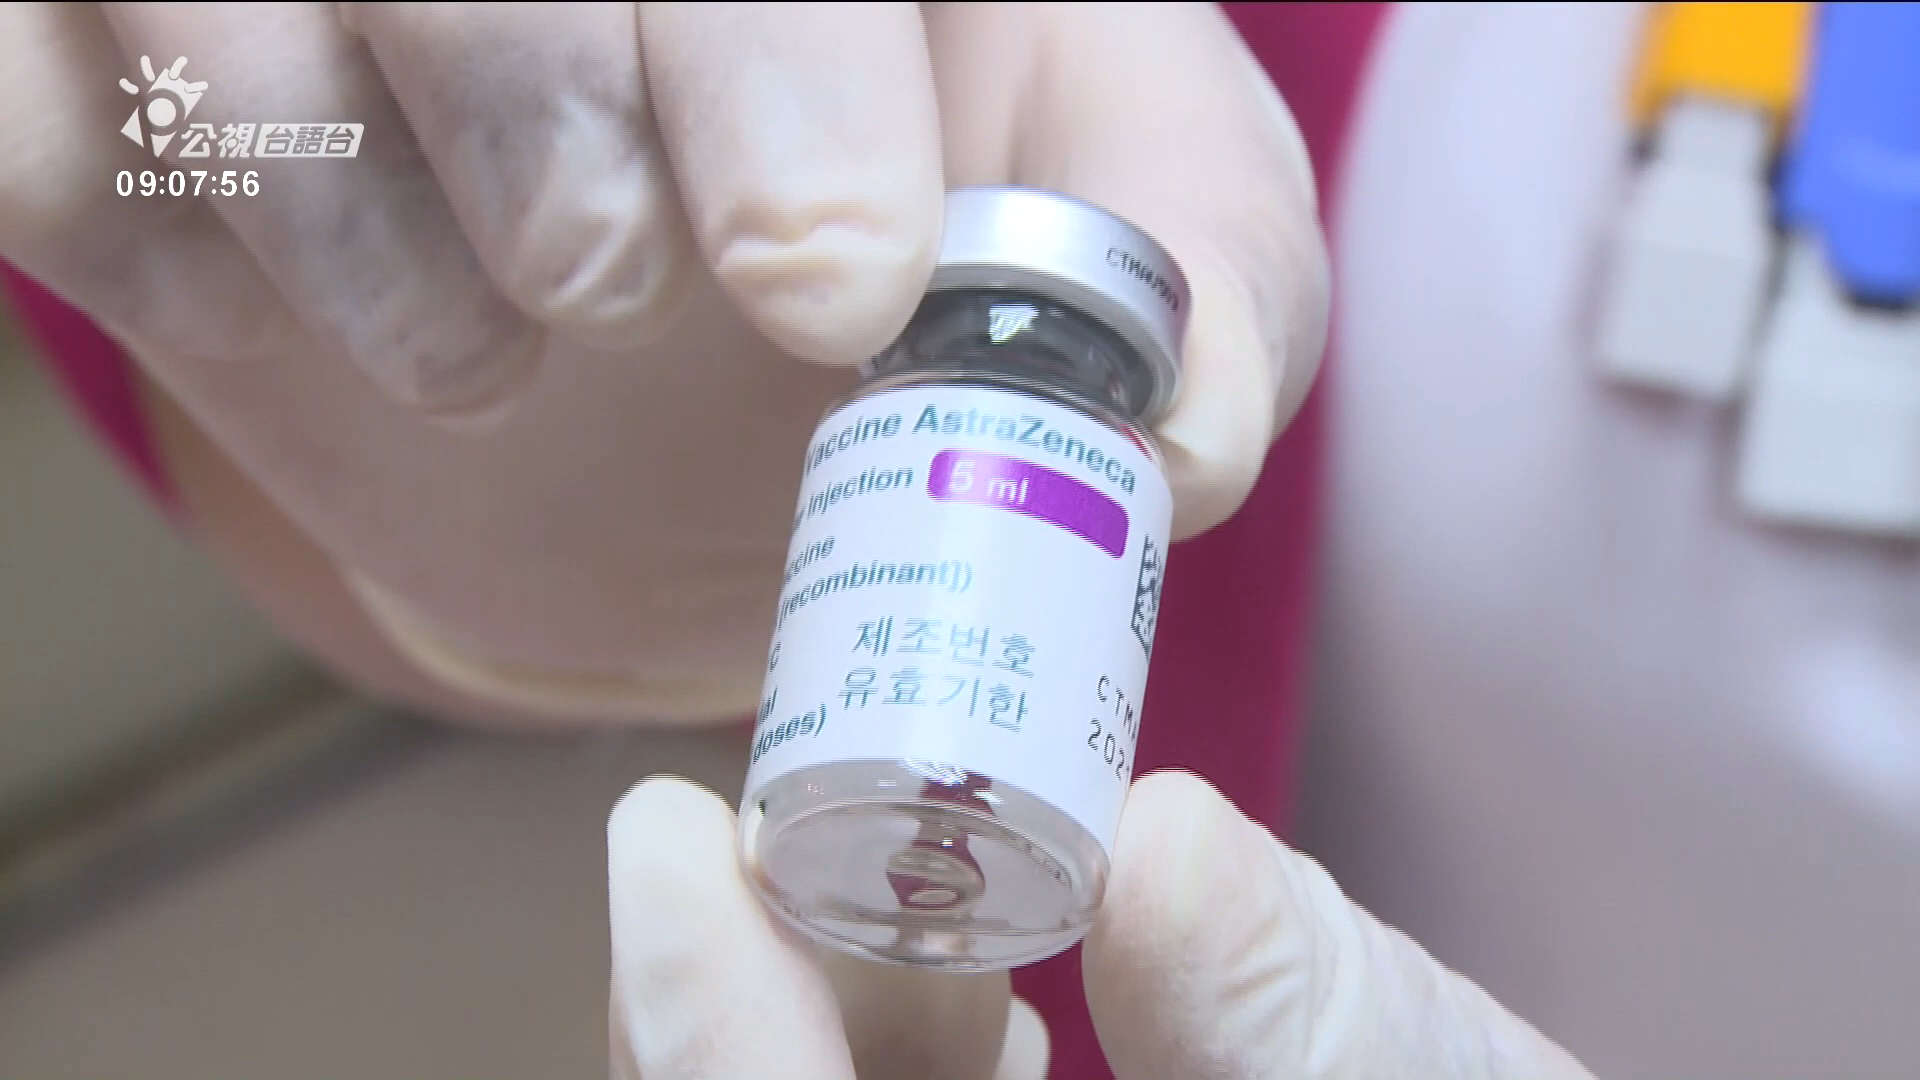 公視台語台
09:07:56
Vaccine AstraZeneca
injection
5 ml
recombinant])
제조번호
유효기한
doses)